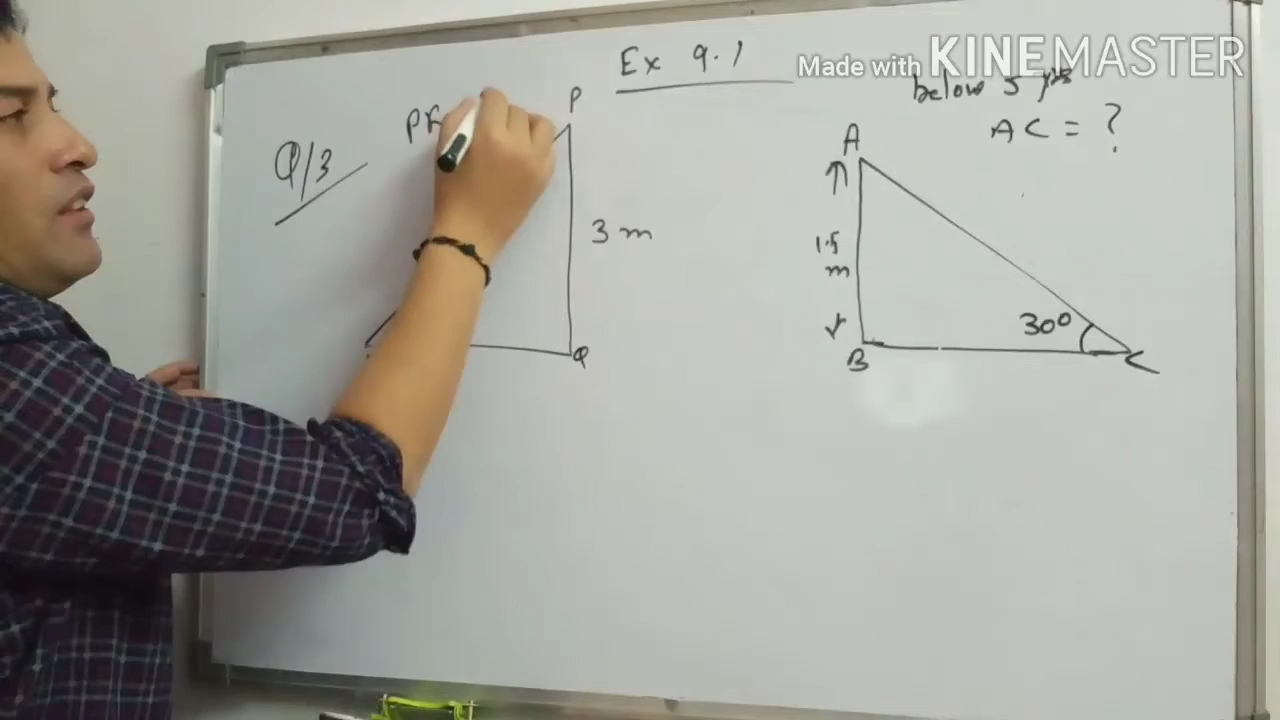 Ex 9.1
Made with KINEMASTER
below 5 yrs
AC = ?
Q/3
P
3 m
Q
A
1.5
m
B
30°
C